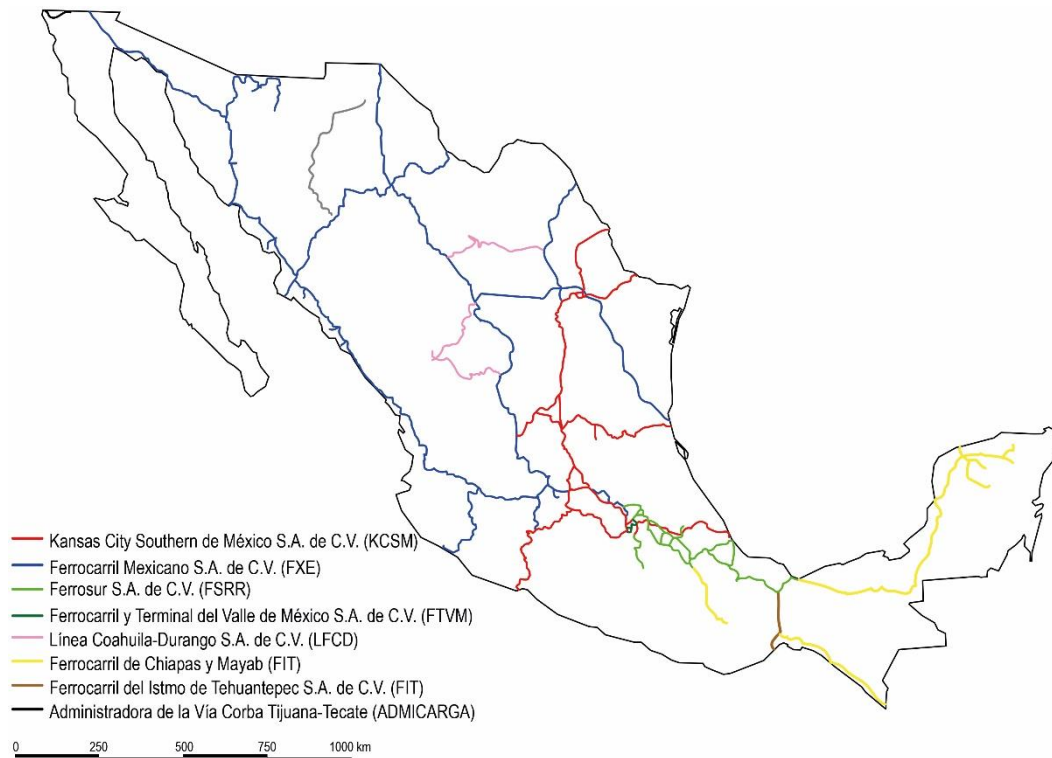 Kansas City Southern de México S.A. de C.V. (KCSM)
Ferrocarril Mexicano S.A. de C.V. (FXE)
Ferrosur S.A. de C.V. (FSRR)
Ferrocarril y Terminal del Valle de México S.A. de C.V. (FTVM)
Línea Coahuila-Durango S.A. de C.V. (LFCD)
Ferrocarril de Chiapas y Mayab (FIT)
Ferrocarril del Istmo de Tehuantepec S.A. de C.V. (FIT)
Administradora de la Vía Corba Tijuana-Tecate (ADMICARGA)
0 250 500 750 1000 km